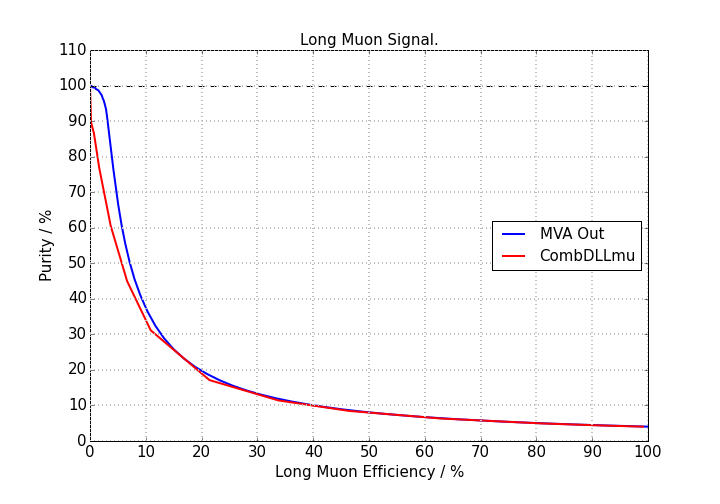 Long Muon Signal.
110
100
90
80
70
60
50
40
30
20
10
0
Purity / %
MVA Out
CombDLLmu
0 10 20 30 40 50 60 70 80 90 100
Long Muon Efficiency / %